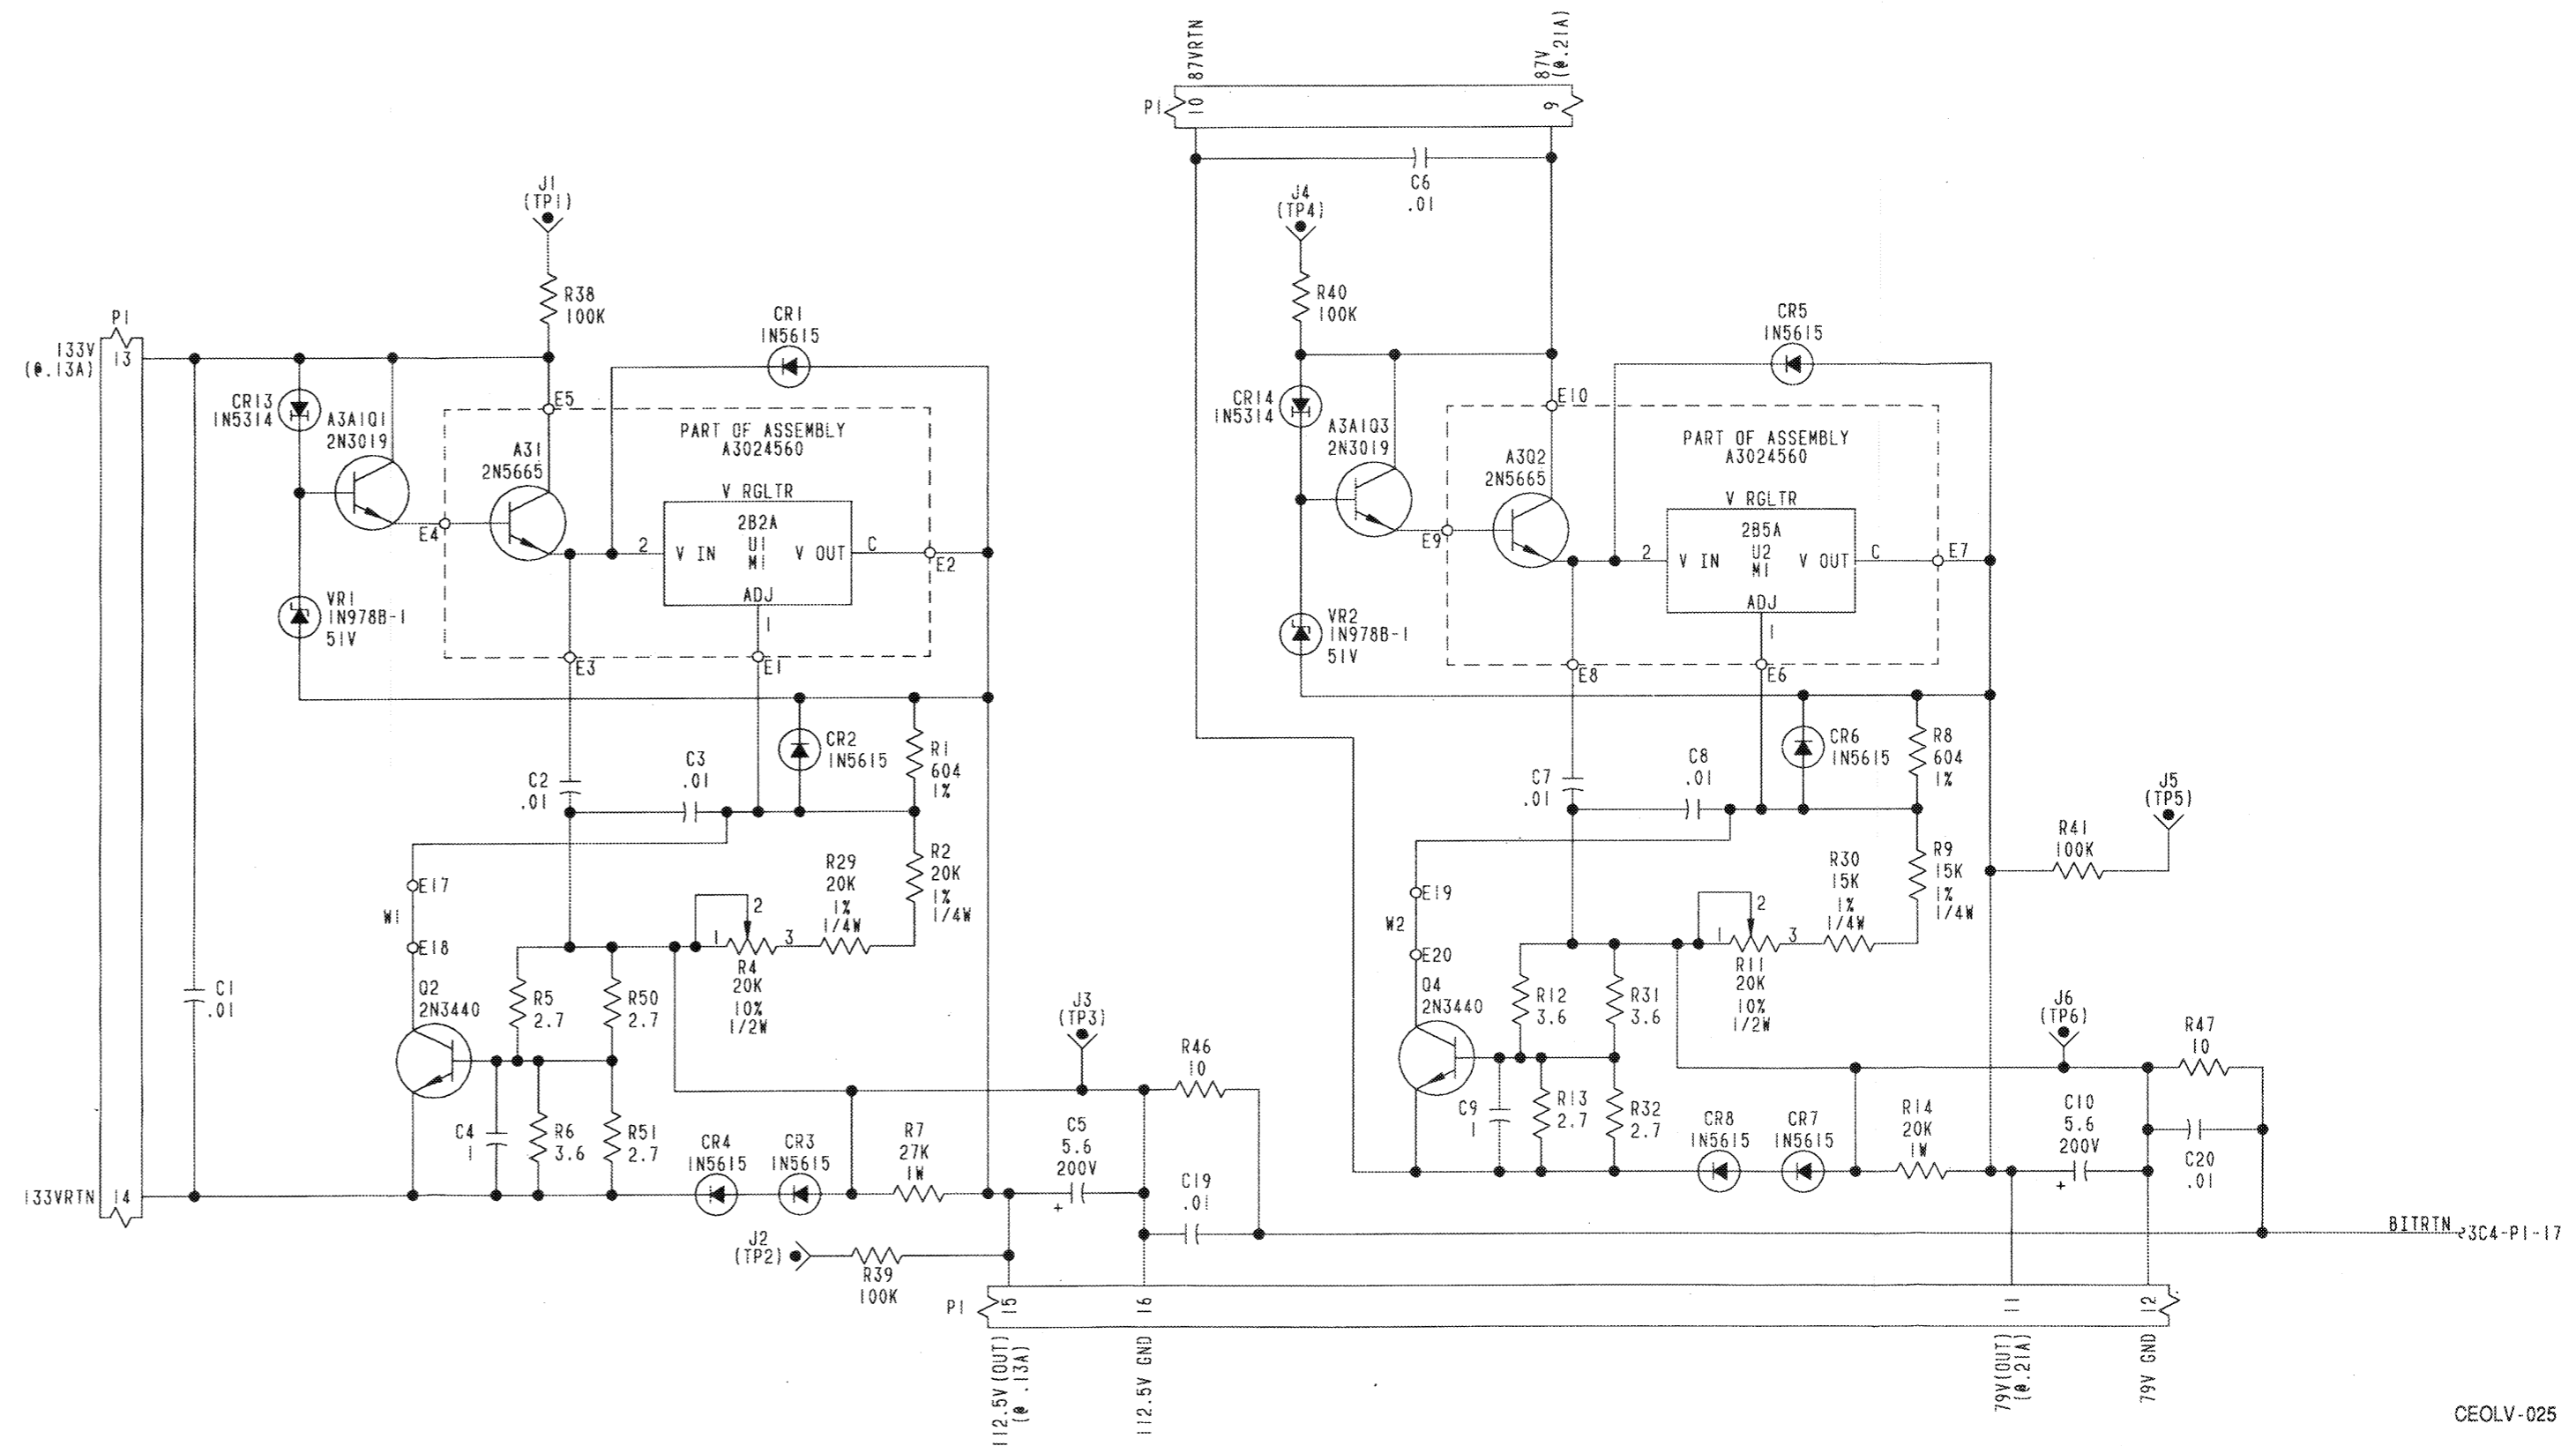 87VRTN
87V
(@.21A)
P1
10
9
C6
.01
J1
(TP1)
R38
100K
P1
133V
(@.13A)
13
CR13
1N5314
A3A1Q1
2N3019
E4
VR1
1N978B-1
51V
E5
A31
2N5665
CR1
1N5615
PART OF ASSEMBLY
A3024560
V RGLTR
2B2A
U1
M1
2
V IN
V OUT
C
ADJ
1
E2
E3
E1
C2
.01
C3
.01
CR2
1N5615
R1
604
1%
R2
20K
1%
1/4W
R29
20K
1%
1/4W
E17
W1
E18
Q2
2N3440
1
2
3
R4
20K
10%
1/2W
R5
2.7
R50
2.7
C1
.01
C4
1
R6
3.6
R51
2.7
133VRTN
14
CR4
1N5615
CR3
1N5615
R7
27K
1W
J3
(TP3)
C5
5.6
200V
+
R46
10
C19
.01
J2
(TP2)
R39
100K
P1
15
16
11
12
112.5V(OUT)
(@ .13A)
112.5V GND
79V(OUT)
(@.21A)
79V GND
J4
(TP4)
R40
100K
CR14
1N5314
A3A1Q3
2N3019
E9
VR2
1N978B-1
51V
E10
A3Q2
2N5665
CR5
1N5615
PART OF ASSEMBLY
A3024560
V RGLTR
2B5A
U2
M1
2
V IN
V OUT
C
ADJ
1
E7
E8
E6
C7
.01
C8
.01
CR6
1N5615
R8
604
1%
R9
15K
1%
1/4W
R30
15K
1%
1/4W
J5
(TP5)
R41
100K
E19
W2
E20
Q4
2N3440
1
2
3
R11
20K
10%
1/2W
R12
3.6
R31
3.6
C9
1
R13
2.7
R32
2.7
CR8
1N5615
CR7
1N5615
R14
20K
1W
J6
(TP6)
C10
5.6
200V
+
R47
10
C20
.01
BITRTN
3C4-P1-17
CEOLV-025